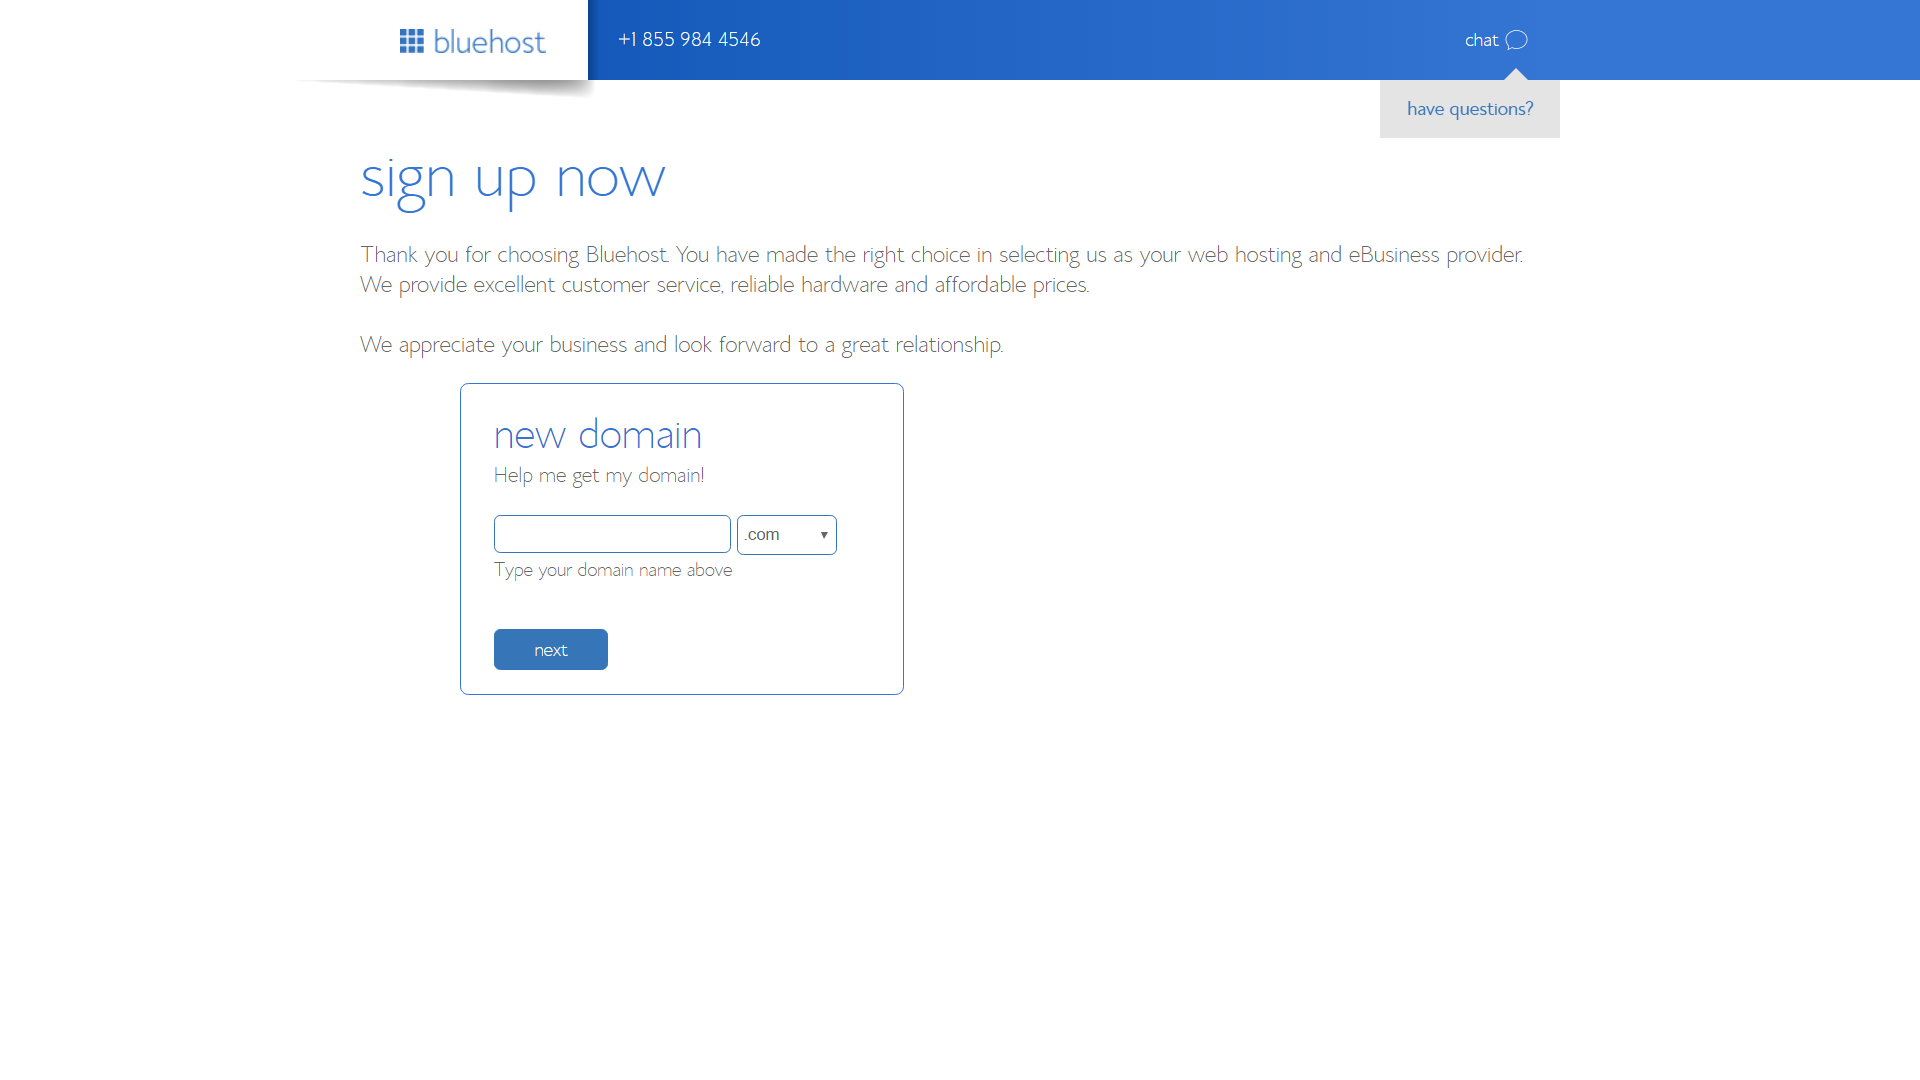 bluehost
+1 855 984 4546
chat
have questions?
sign up now
Thank you for choosing Bluehost. You have made the right choice in selecting us as your web hosting and eBusiness provider.
We provide excellent customer service, reliable hardware and affordable prices.
We appreciate your business and look forward to a great relationship.
new domain
Help me get my domain!
.com
Type your domain name above
next